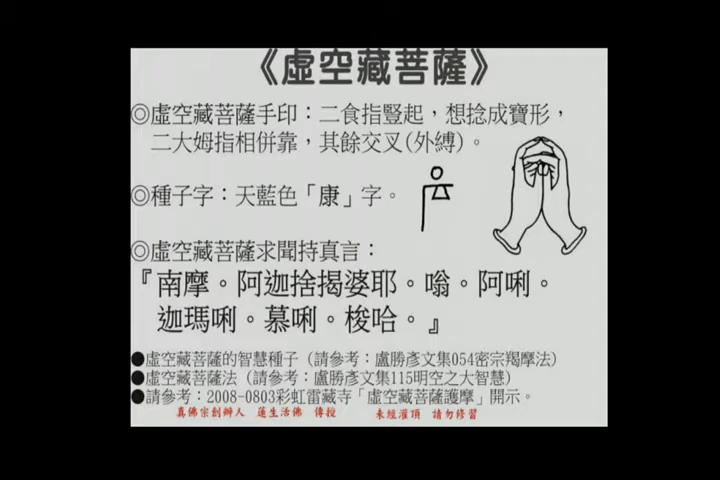 《虛空藏菩薩》
◎虛空藏菩薩手印：二食指豎起，想捻成寶形，
二大姆指相併靠，其餘交叉(外縛)。
◎種子字：天藍色「康」字。
◎虛空藏菩薩求聞持真言：
『南摩。阿迦捨揭婆耶。嗡。阿唎。
迦瑪唎。慕唎。梭哈。』
●虛空藏菩薩的智慧種子（請參考：盧勝彥文集054密宗羯摩法）
●虛空藏菩薩法（請參考：盧勝彥文集115明空之大智慧）
●請參考：2008-0803彩虹雷藏寺「虛空藏菩薩護摩」開示。
真佛宗創辦人 蓮生活佛 傳授 未經灌頂 請勿修習